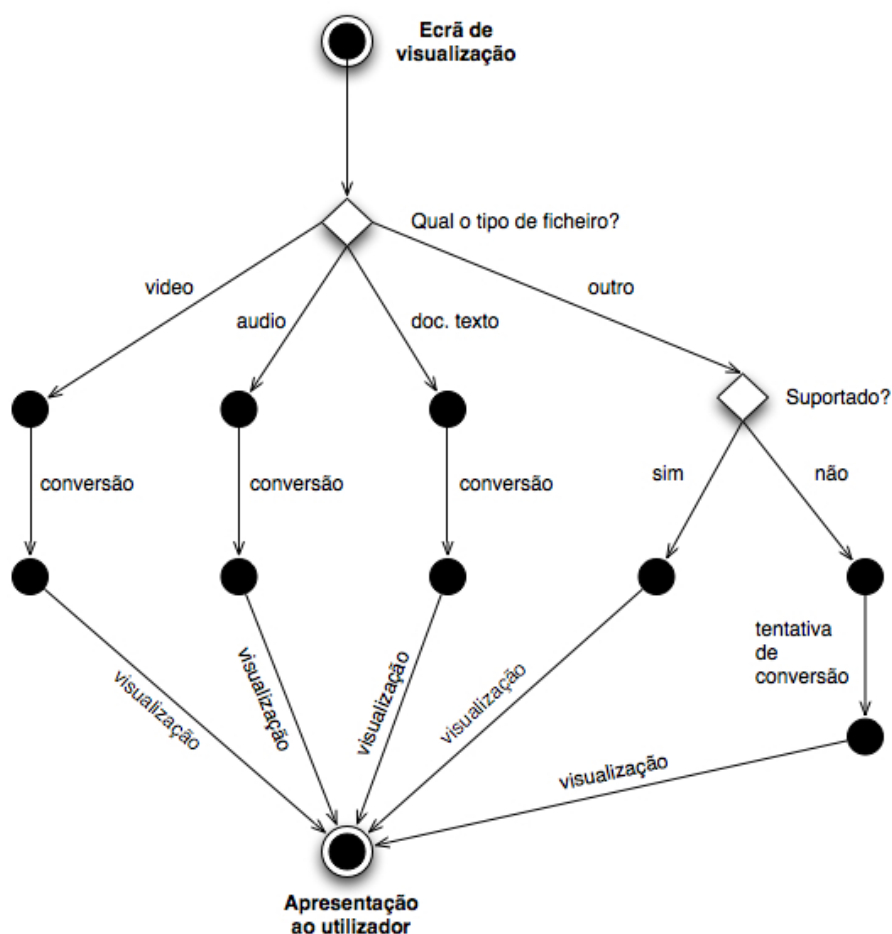 Ecrã de
visualização
Qual o tipo de ficheiro?
video
outro
audio
doc. texto
Suportado?
sim
não
conversão
conversão
conversão
tentativa
de
conversão
visualização
visualização
visualização
visualização
visualização
Apresentação
ao utilizador